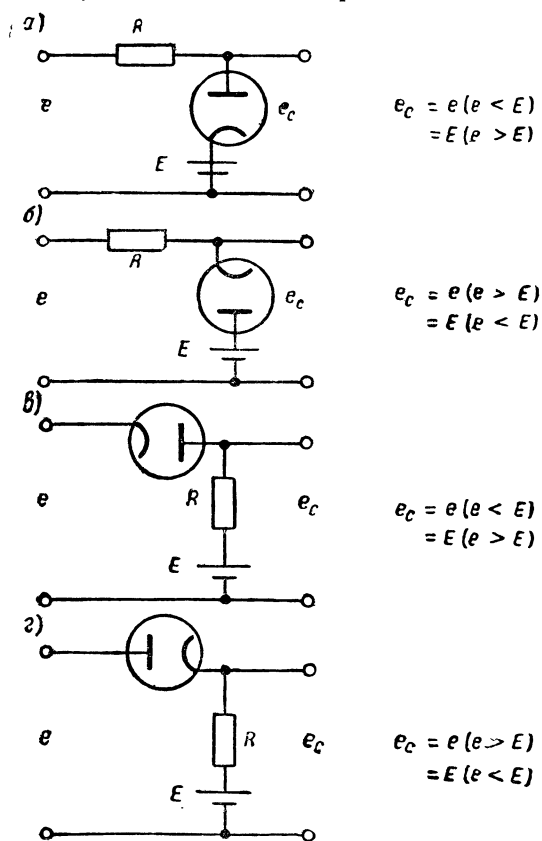 а)
R
e
e_c
E
e_c = e (e < E)
= E (e > E)
б)
R
e
e_c
E
e_c = e (e > E)
= E (e < E)
в)
e
R
e_c
E
e_c = e (e < E)
= E (e > E)
г)
e
R
e_c
E
e_c = e (e > E)
= E (e < E)